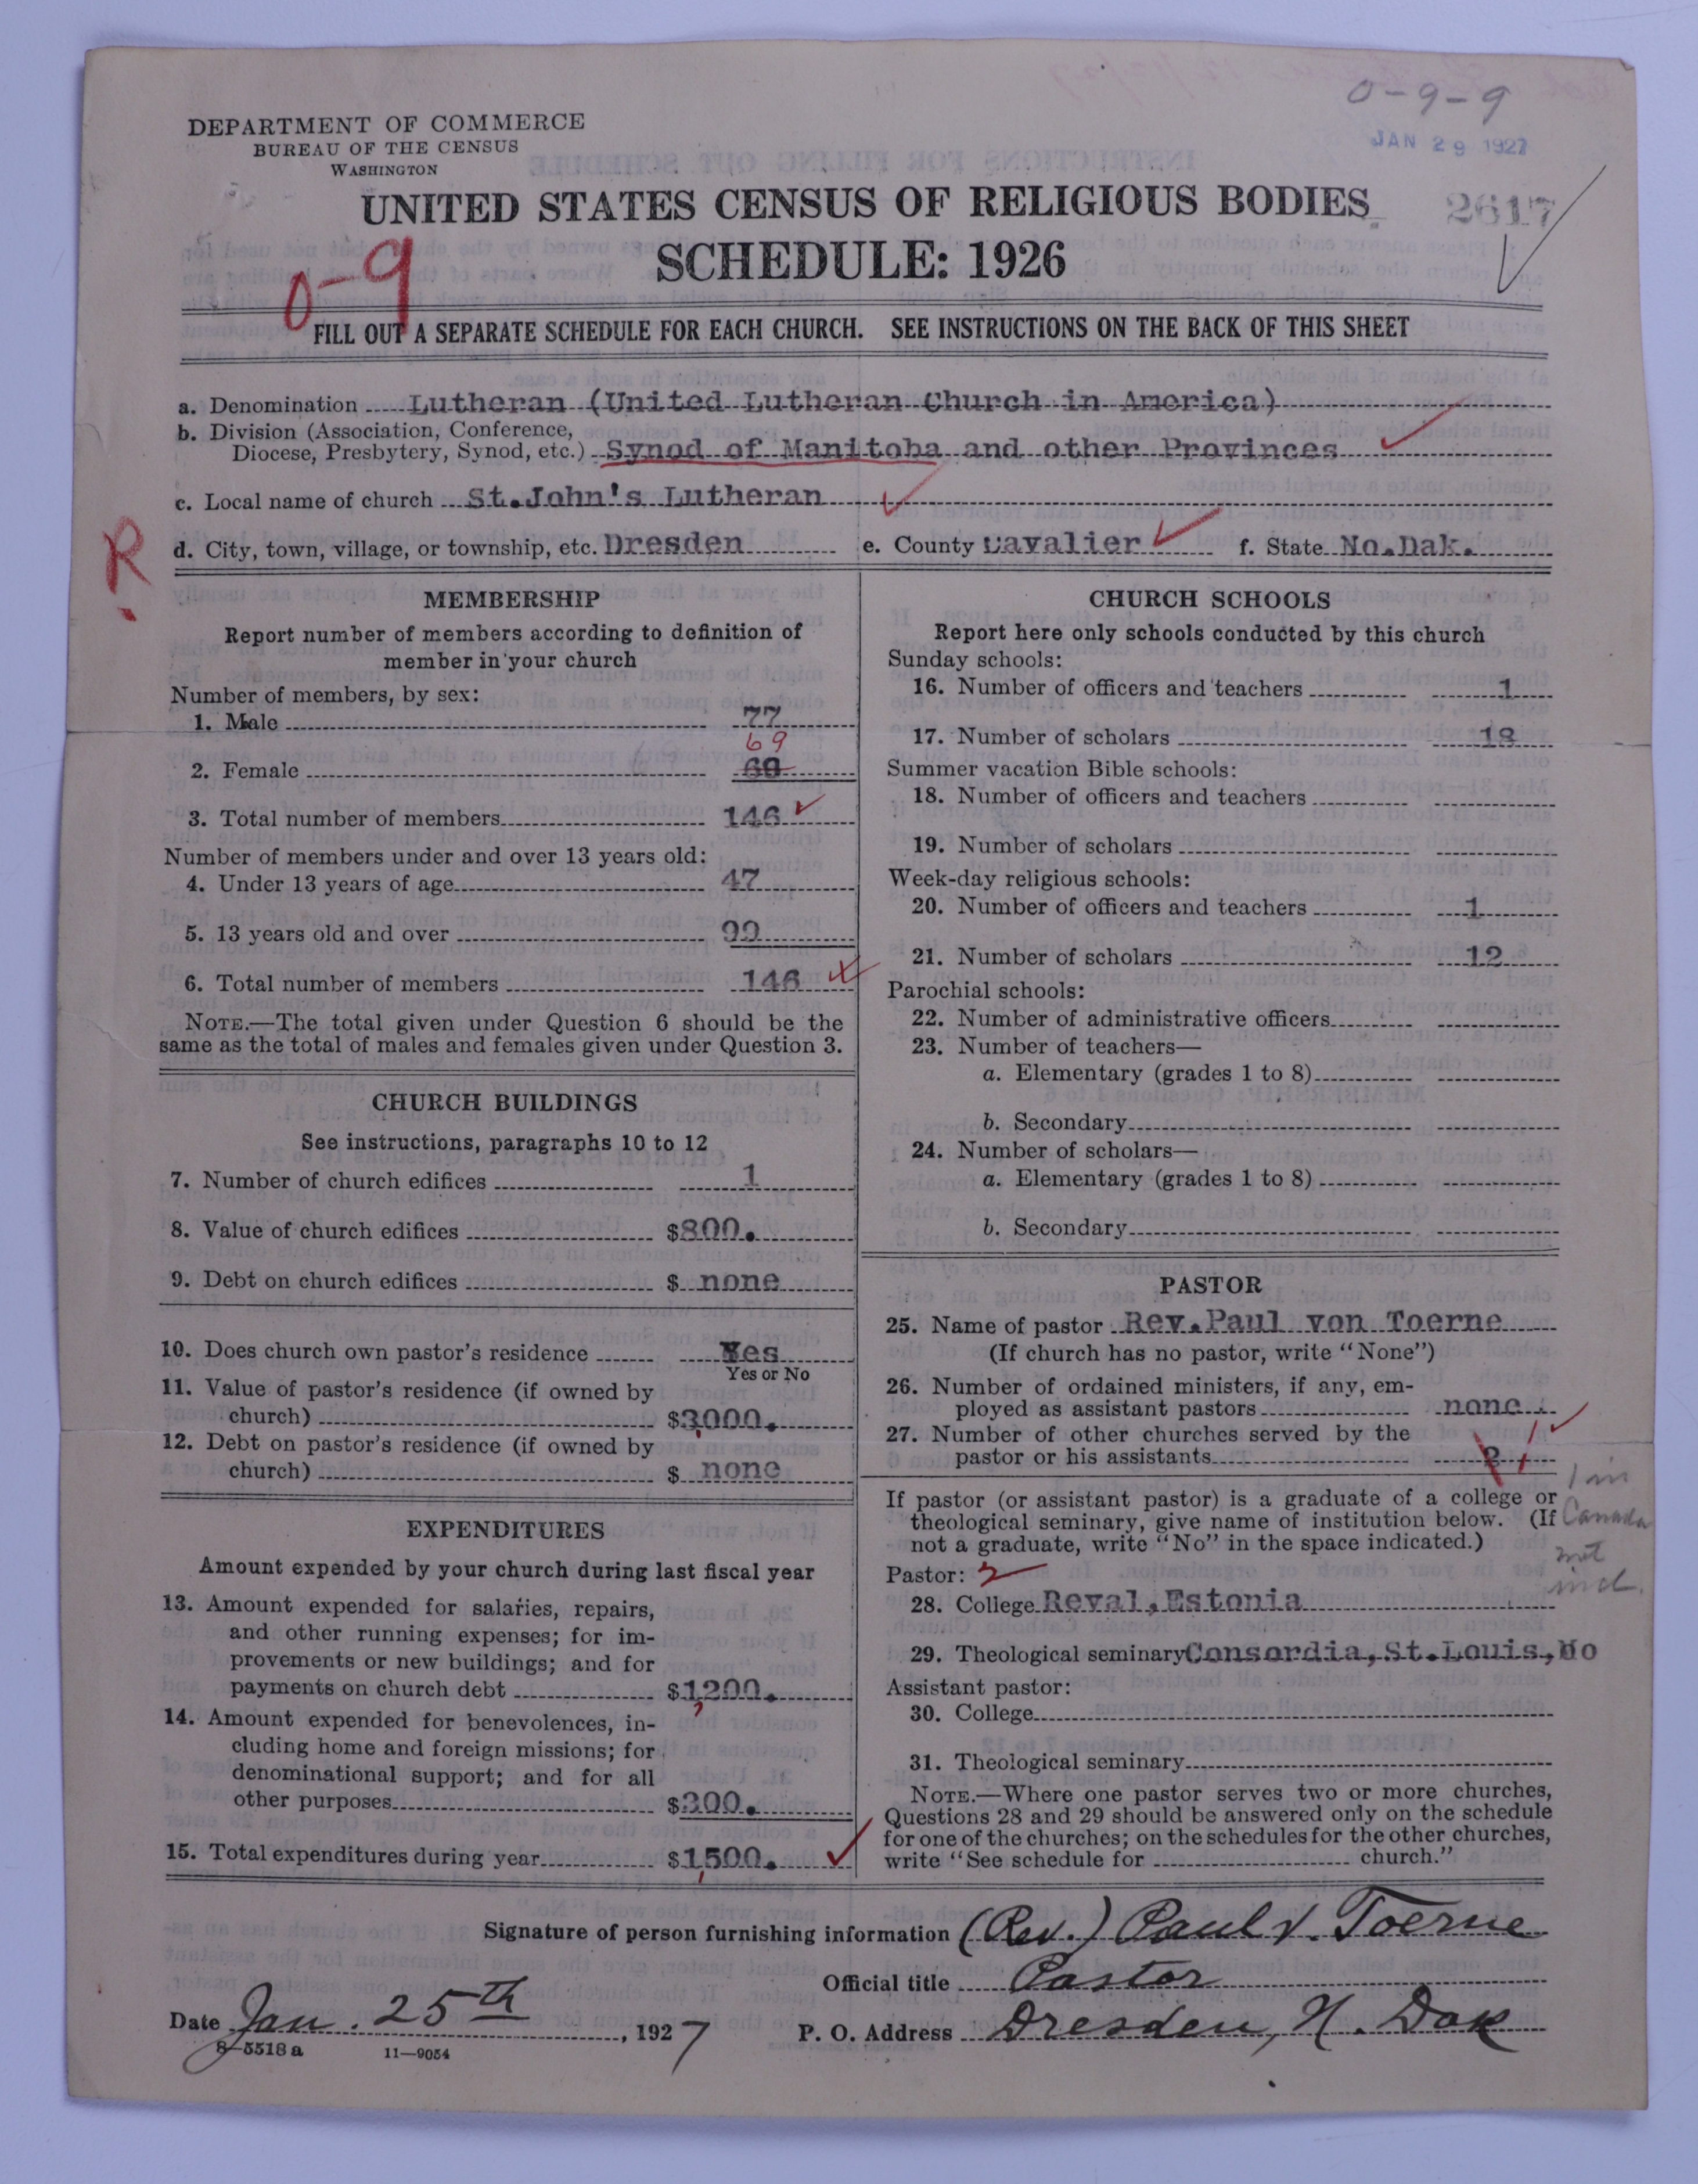 0-9-9
JAN 29 1927
DEPARTMENT OF COMMERCE
BUREAU OF THE CENSUS
WASHINGTON
UNITED STATES CENSUS OF RELIGIOUS BODIES
2617
SCHEDULE: 1926
0-9
FILL OUT A SEPARATE SCHEDULE FOR EACH CHURCH. SEE INSTRUCTIONS ON THE BACK OF THIS SHEET
a. Denomination Lutheran (United Lutheran Church in America)
b. Division (Association, Conference,
Diocese, Presbytery, Synod, etc.) Synod of Manitoba and other Provinces
c. Local name of church St.John's Lutheran
R
d. City, town, village, or township, etc. Dresden e. County Cavalier f. State No.Dak.
MEMBERSHIP
Report number of members according to definition of
member in your church
Number of members, by sex:
1. Male 77
69
2. Female
3. Total number of members 146
Number of members under and over 13 years old:
4. Under 13 years of age 47
5. 13 years old and over 99
6. Total number of members 146
NOTE.—The total given under Question 6 should be the
same as the total of males and females given under Question 3.
CHURCH BUILDINGS
See instructions, paragraphs 10 to 12
7. Number of church edifices 1
8. Value of church edifices $800.
9. Debt on church edifices $ none
10. Does church own pastor's residence Yes
Yes or No
11. Value of pastor's residence (if owned by
church) $3,000.
12. Debt on pastor's residence (if owned by
church) $ none
EXPENDITURES
Amount expended by your church during last fiscal year
13. Amount expended for salaries, repairs,
and other running expenses; for im-
provements or new buildings; and for
payments on church debt $1,200.
14. Amount expended for benevolences, in-
cluding home and foreign missions; for
denominational support; and for all
other purposes $300.
15. Total expenditures during year $1,500.
CHURCH SCHOOLS
Report here only schools conducted by this church
Sunday schools:
16. Number of officers and teachers 1
17. Number of scholars 18
Summer vacation Bible schools:
18. Number of officers and teachers
19. Number of scholars
Week-day religious schools:
20. Number of officers and teachers 1
21. Number of scholars 12
Parochial schools:
22. Number of administrative officers
23. Number of teachers—
a. Elementary (grades 1 to 8)
b. Secondary
24. Number of scholars—
a. Elementary (grades 1 to 8)
b. Secondary
PASTOR
25. Name of pastor Rev.Paul von Toerne
(If church has no pastor, write "None")
26. Number of ordained ministers, if any, em-
ployed as assistant pastors none
27. Number of other churches served by the
pastor or his assistants 2 1
1 in
Canada
not
incl.
If pastor (or assistant pastor) is a graduate of a college or
theological seminary, give name of institution below. (If
not a graduate, write "No" in the space indicated.)
Pastor: 2
28. College Reval,Estonia
29. Theological seminary Consordia,St.Louis,Mo
Assistant pastor:
30. College
31. Theological seminary
NOTE.—Where one pastor serves two or more churches,
Questions 28 and 29 should be answered only on the schedule
for one of the churches; on the schedules for the other churches,
write "See schedule for church."
Signature of person furnishing information (Rev.) Paul v. Toerne
Official title Pastor
Date Jan. 25th, 1927 P. O. Address Dresden, N. Dak
8-5518 a 11—9054